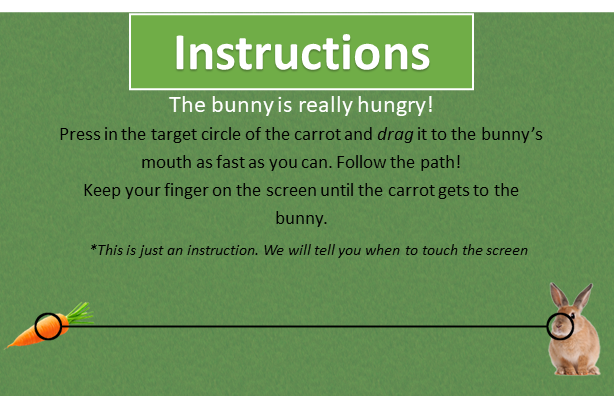 Instructions
The bunny is really hungry!
Press in the target circle of the carrot and drag it to the bunny's
mouth as fast as you can. Follow the path!
Keep your finger on the screen until the carrot gets to the
bunny.
*This is just an instruction. We will tell you when to touch the screen